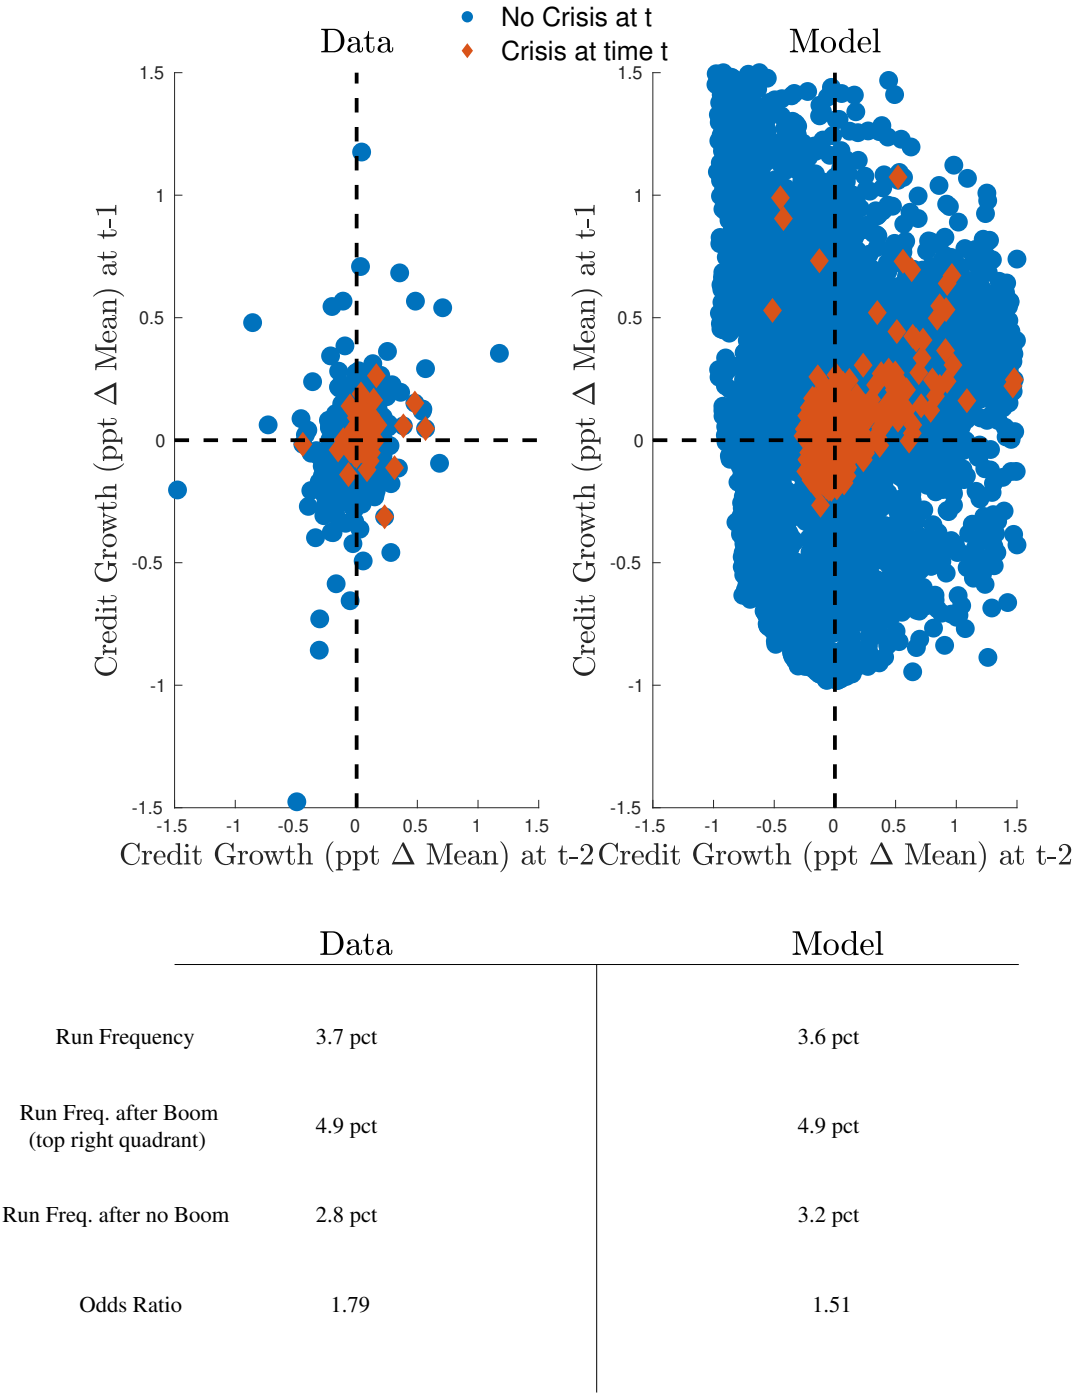 No Crisis at t
Crisis at time t
Data
Model
1.5
1
0.5
0
-0.5
-1
-1.5
-1.5
-1
-0.5
0
0.5
1
1.5
Credit Growth (ppt Δ Mean) at t-1
Credit Growth (ppt Δ Mean) at t-2
1.5
1
0.5
0
-0.5
-1
-1.5
-1.5
-1
-0.5
0
0.5
1
1.5
Credit Growth (ppt Δ Mean) at t-1
Credit Growth (ppt Δ Mean) at t-2
Data
Model
Run Frequency
3.7 pct
3.6 pct
Run Freq. after Boom
(top right quadrant)
4.9 pct
4.9 pct
Run Freq. after no Boom
2.8 pct
3.2 pct
Odds Ratio
1.79
1.51